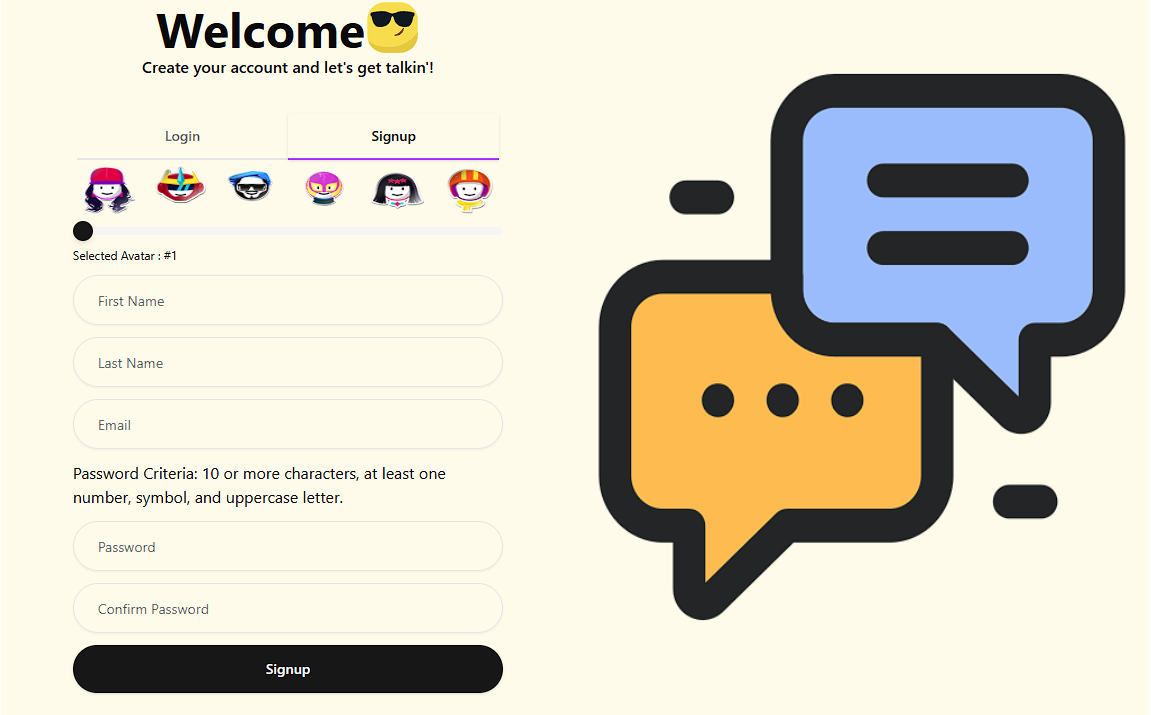 Welcome
Create your account and let's get talkin'!
Login
Signup
Selected Avatar : #1
First Name
Last Name
Email
Password Criteria: 10 or more characters, at least one
number, symbol, and uppercase letter.
Password
Confirm Password
Signup